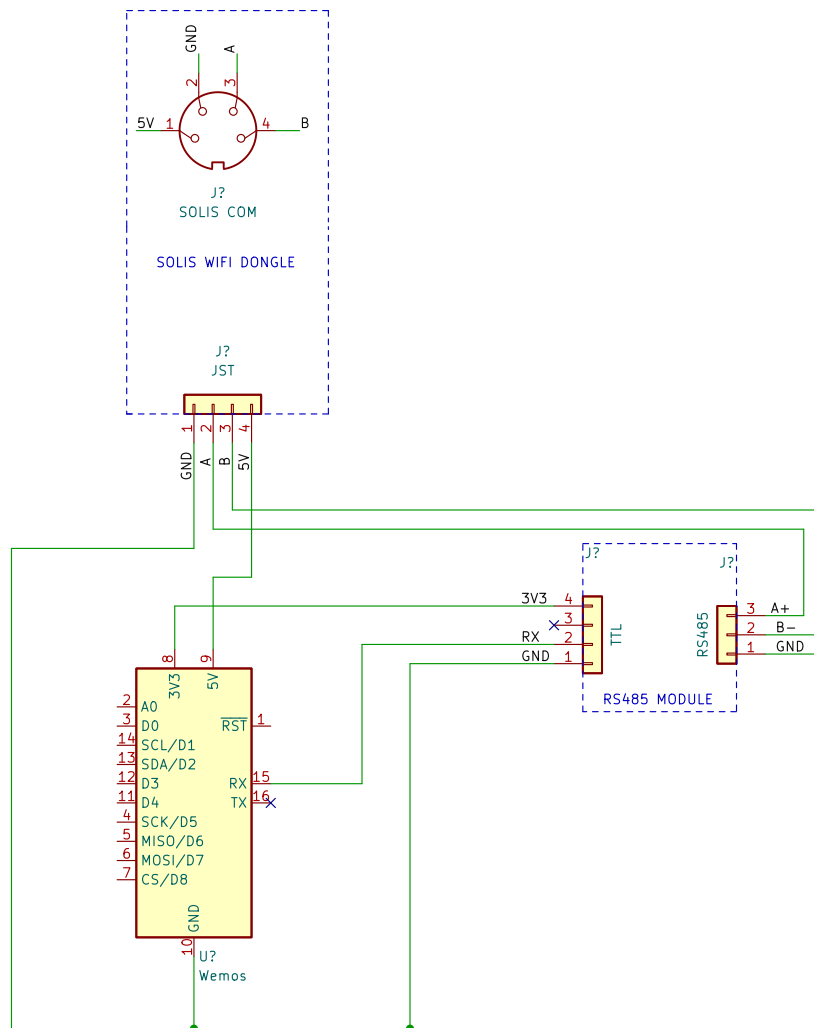 GND
A
2
3
5V
1
4
B
J?
SOLIS COM
SOLIS WIFI DONGLE
J?
JST
1
2
3
4
GND
A
B
5V
J?
J?
3V3
4
3
RX
2
GND
1
TTL
RS485
3
A+
2
B-
1
GND
RS485 MODULE
8
9
3V3
5V
2
A0
3
D0
RST
1
14
SCL/D1
13
SDA/D2
12
D3
RX
15
11
D4
TX
16
4
SCK/D5
5
MISO/D6
6
MOSI/D7
7
CS/D8
GND
10
U?
Wemos